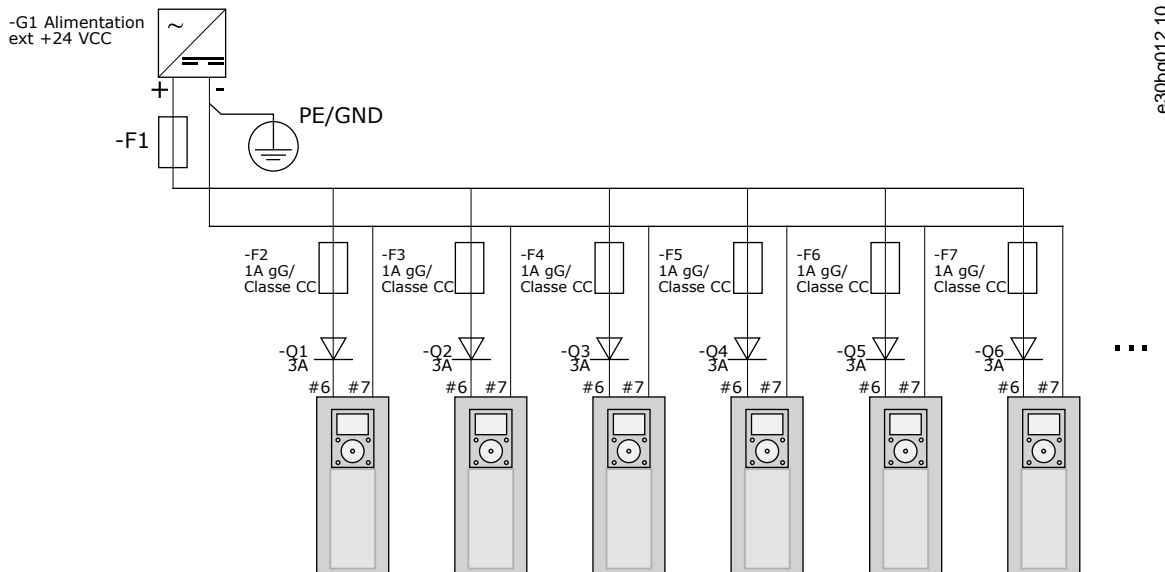 -G1 Alimentation
ext +24 VCC
e30bg012.10
~
+ -
PE/GND
-F1
-F2
1A gG/
Classe CC
-F3
1A gG/
Classe CC
-F4
1A gG/
Classe CC
-F5
1A gG/
Classe CC
-F6
1A gG/
Classe CC
-F7
1A gG/
Classe CC
-Q1
3A
-Q2
3A
-Q3
3A
-Q4
3A
-Q5
3A
-Q6
3A
...
#6 #7
#6 #7
#6 #7
#6 #7
#6 #7
#6 #7